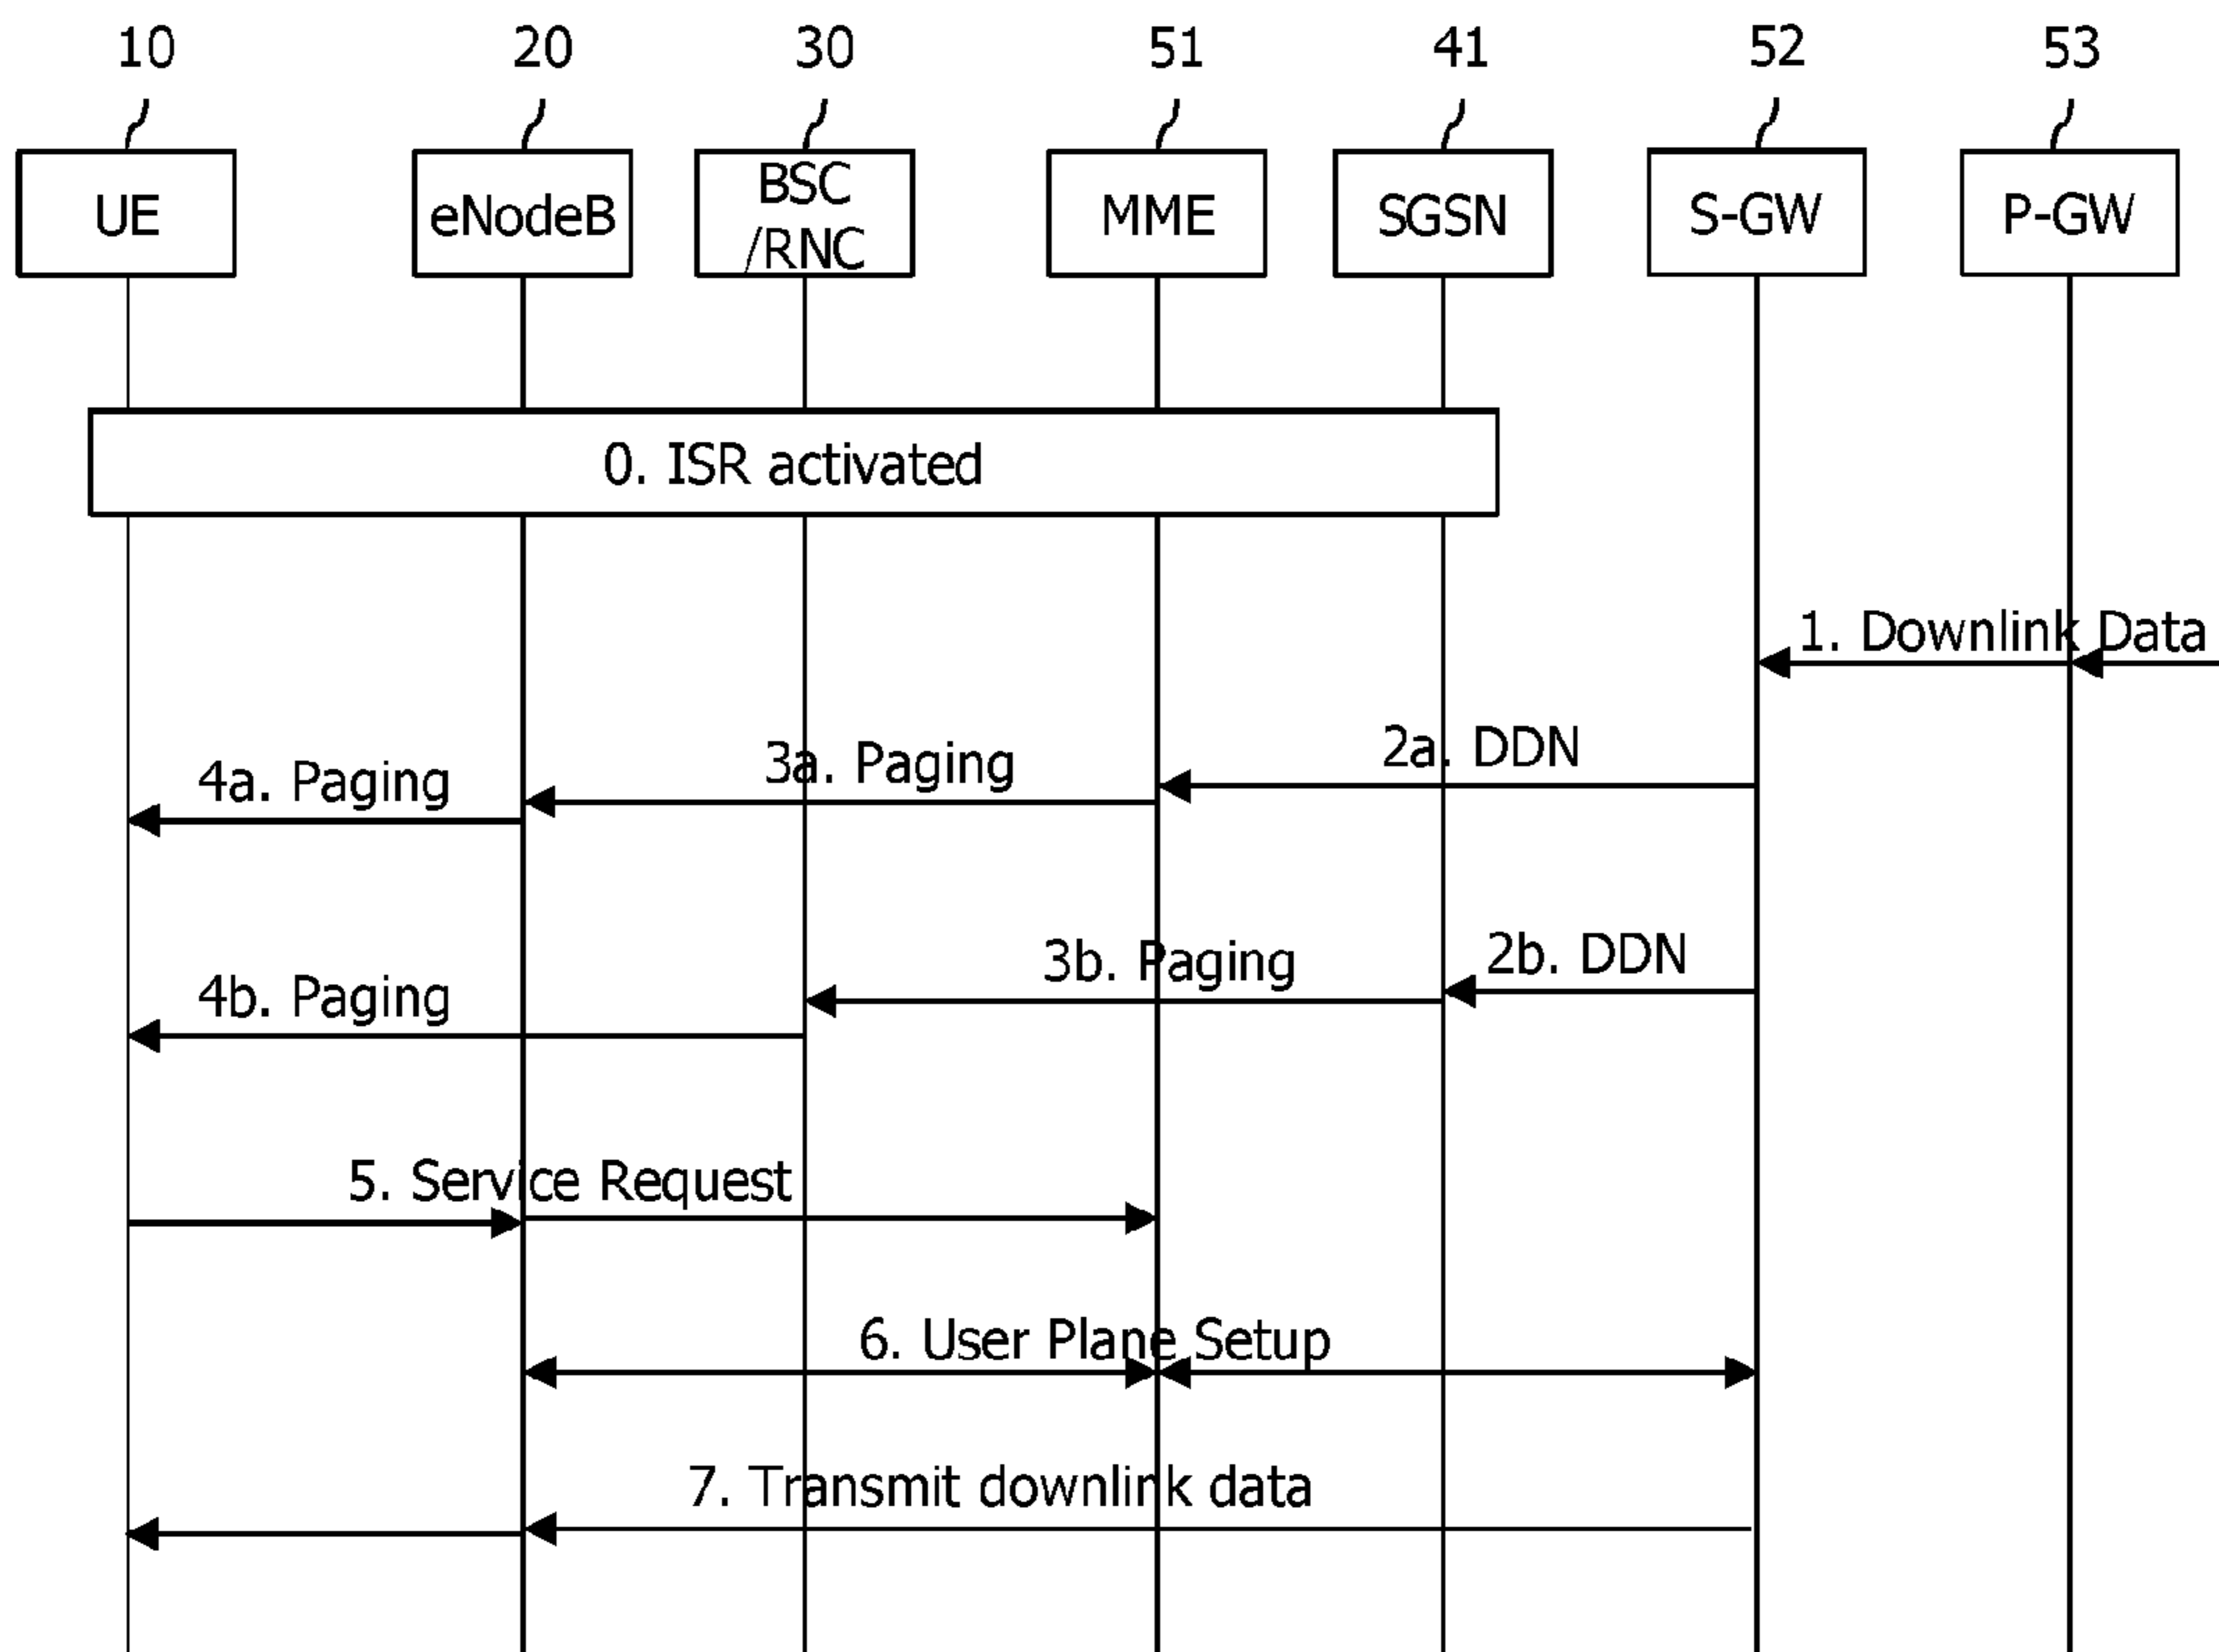 10 20 30 51 41 52 53
UE eNodeB BSC /RNC MME SGSN S-GW P-GW
0. ISR activated
1. Downlink Data
2a. DDN
3a. Paging
4a. Paging
2b. DDN
3b. Paging
4b. Paging
5. Service Request
6. User Plane Setup
7. Transmit downlink data